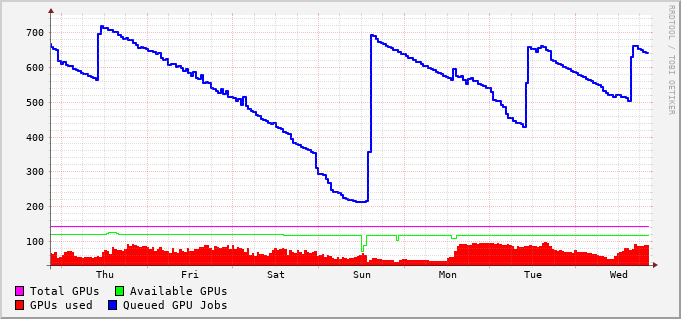 700
600
500
400
300
200
100
Thu Fri Sat Sun Mon Tue Wed
Total GPUs Available GPUs
GPUs used Queued GPU Jobs
RRDTOOL / TOBI OETIKER